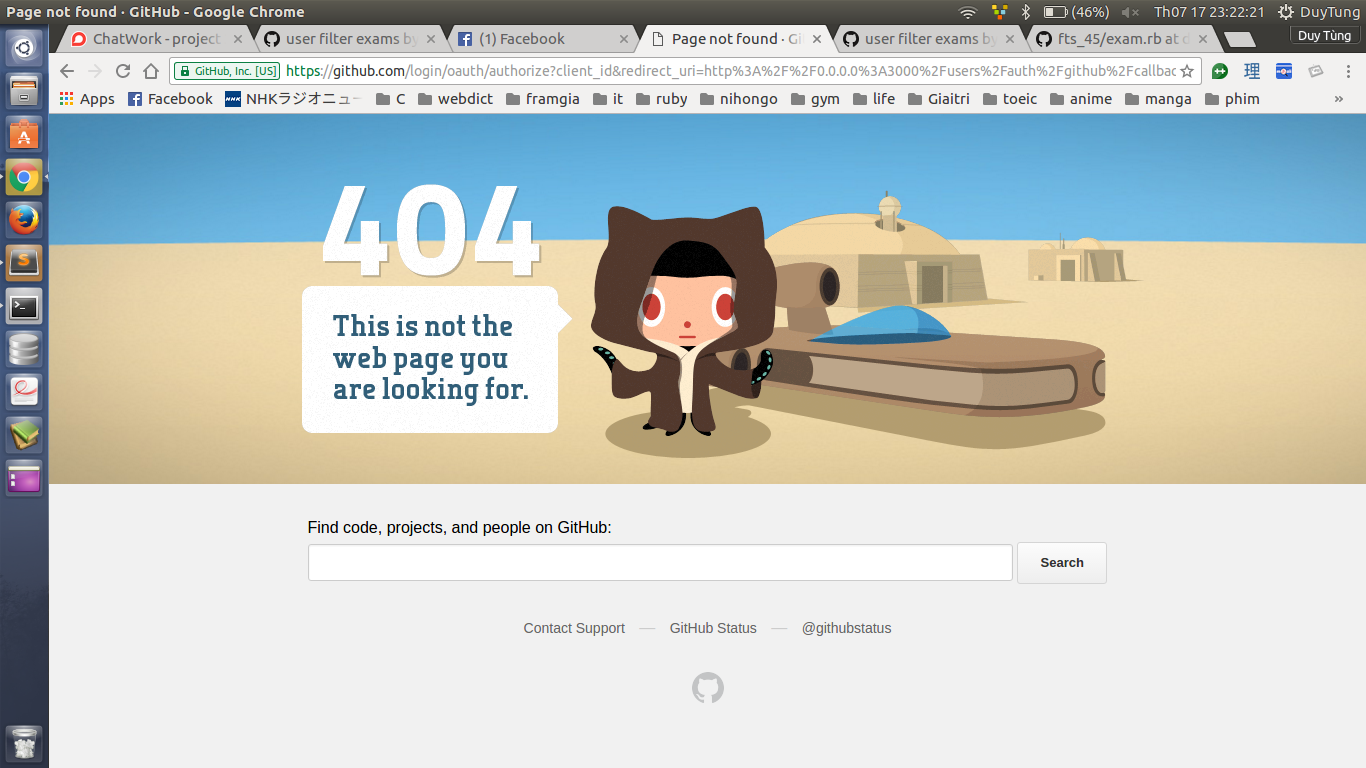 Page not found · GitHub - Google Chrome
(46%)
Th07 17 23:22:21
DuyTung
ChatWork - project
user filter exams by
(1) Facebook
Page not found · Gi
user filter exams by
fts_45/exam.rb at d
Duy Tùng
GitHub, Inc. [US]
https://github.com/login/oauth/authorize?client_id&redirect_uri=http%3A%2F%2F0.0.0.0%3A3000%2Fusers%2Fauth%2Fgithub%2Fcallbac
理
Apps
Facebook
NHK
NHKラジオニュー
C
webdict
framgia
it
ruby
nihongo
gym
life
Giaitri
toeic
anime
manga
phim
»
404
This is not the
web page you
are looking for.
Find code, projects, and people on GitHub:
Search
Contact Support — GitHub Status — @githubstatus